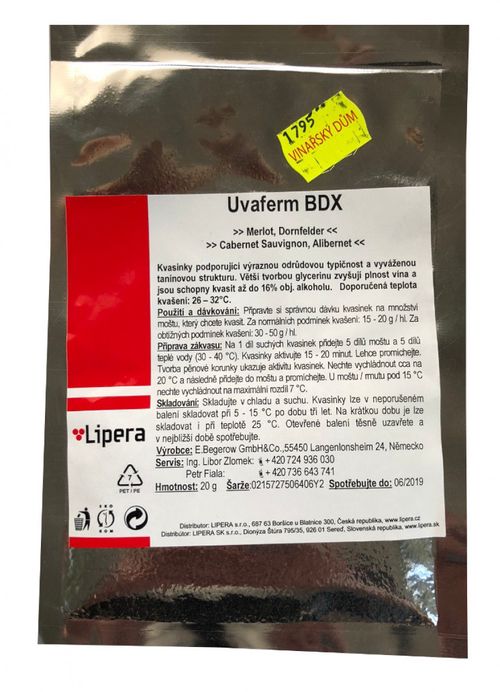 1795
VINAŘSKÝ DŮM
Uvaferm BDX
>> Merlot, Dornfelder <<
>> Cabernet Sauvignon, Alibernet <<
Kvasinky podporující výraznou odrůdovou typičnost a vyváženou
taninovou strukturu. Větší tvorbou glycerinu zvyšují plnost vína a
jsou schopny kvasit až do 16% obj. alkoholu. Doporučená teplota
kvašení: 26 – 32°C.
Použití a dávkování: Připravte si správnou dávku kvasinek na množství
moštu, který chcete kvasit. Za normálních podmínek kvašení: 15 - 20 g / hl. Za
obtížných podmínek kvašení: 30 - 50 g / hl.
Příprava zákvasu: Na 1 díl suchých kvasinek přidejte 5 dílů moštu a 5 dílů
teplé vody (30 - 40 °C). Kvasinky aktivujte 15 - 20 minut. Lehce promíchejte.
Tvorba pěnové korunky ukazuje aktivitu kvasinek. Nechte vychládnout cca na
20 °C a následně přidejte do moštu a promíchejte. U moštu / rmutu pod 15 °C
nechte vychládnout na maximální rozdíl 7 °C.
Skladování: Skladujte v chladu a suchu. Kvasinky lze v neporušeném
balení skladovat při 5 - 15 °C po dobu tří let. Na krátkou dobu je lze
skladovat i při teplotě 25 °C. Otevřené balení těsně uzavřete a
v nejbližší době spotřebujte.
Výrobce: E.Begerow GmbH&Co.,55450 Langenlonsheim 24, Německo
Servis: Ing. Libor Zlomek: + 420 724 936 030
Petr Fiala: + 420 736 643 741
Hmotnost: 20 g Šarže:0215727506406Y2 Spotřebujte do: 06/2019
Lipera
7
PET / PE
EKO
KOM
Distributor: LIPERA s.r.o., 687 63 Boršice u Blatnice 300, Česká republika, www.lipera.cz
Distribútor: LIPERA SK s.r.o., Dionýza Štúra 795/35, 926 01 Sereď, Slovenská republika, www.lipera.sk